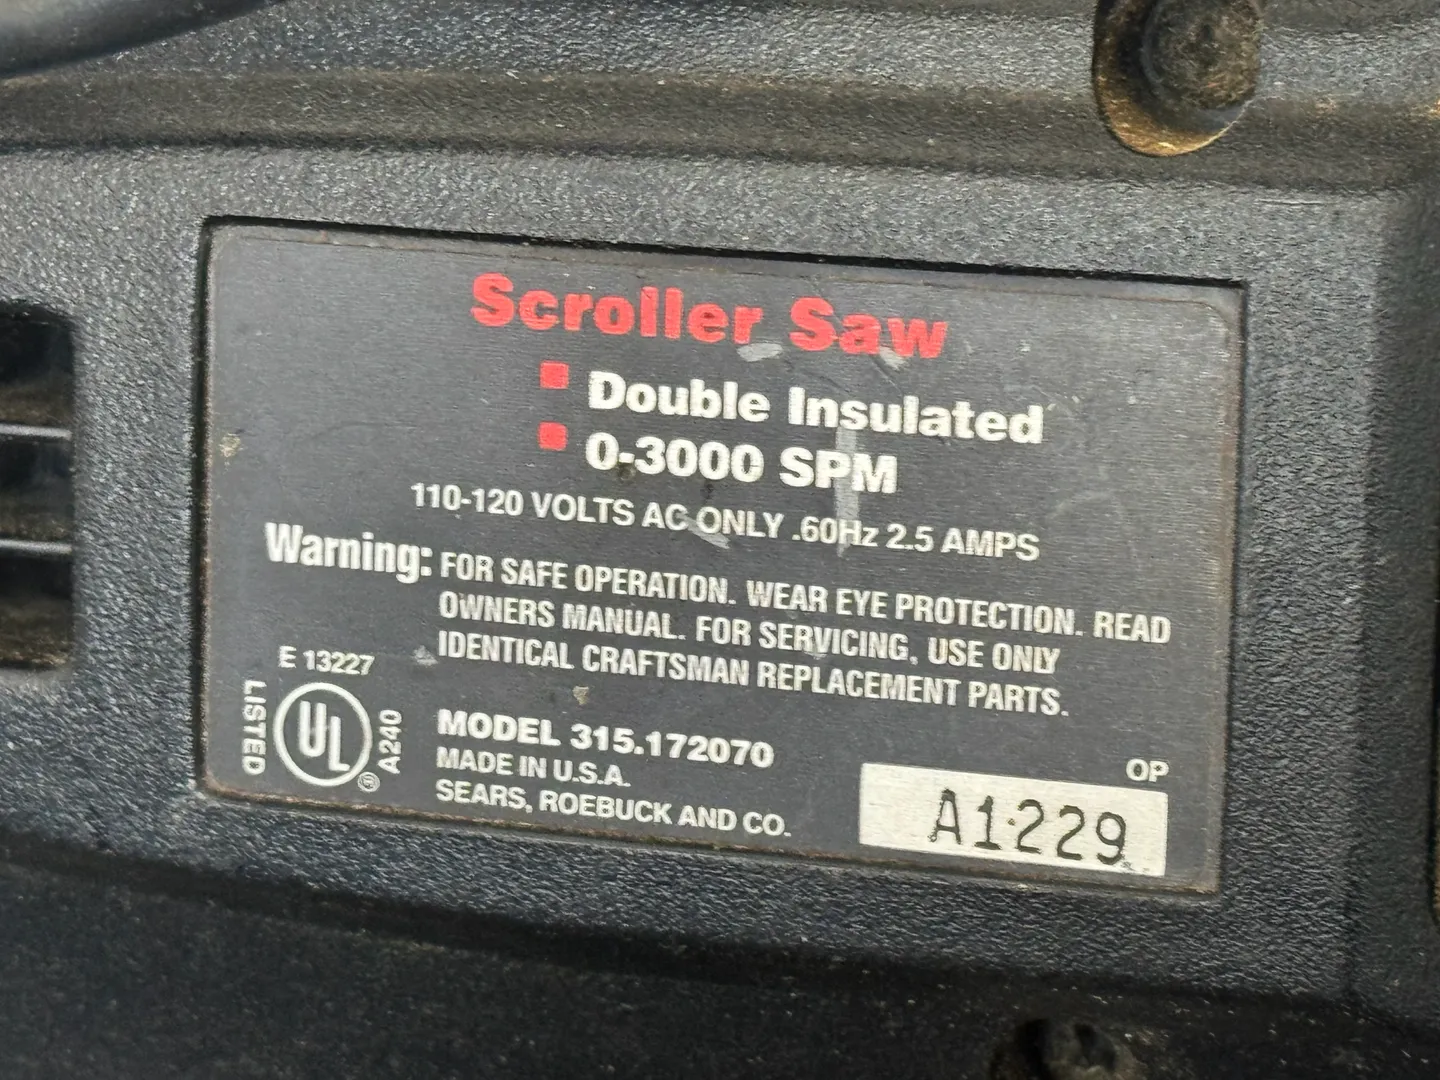 Scroller Saw
Double Insulated
0-3000 SPM
110-120 VOLTS AC ONLY .60Hz 2.5 AMPS
Warning: FOR SAFE OPERATION. WEAR EYE PROTECTION. READ
OWNERS MANUAL. FOR SERVICING, USE ONLY
IDENTICAL CRAFTSMAN REPLACEMENT PARTS.
E 13227
LISTED
UL
®
A240
MODEL 315.172070
MADE IN U.S.A.
SEARS, ROEBUCK AND CO.
OP
A1229